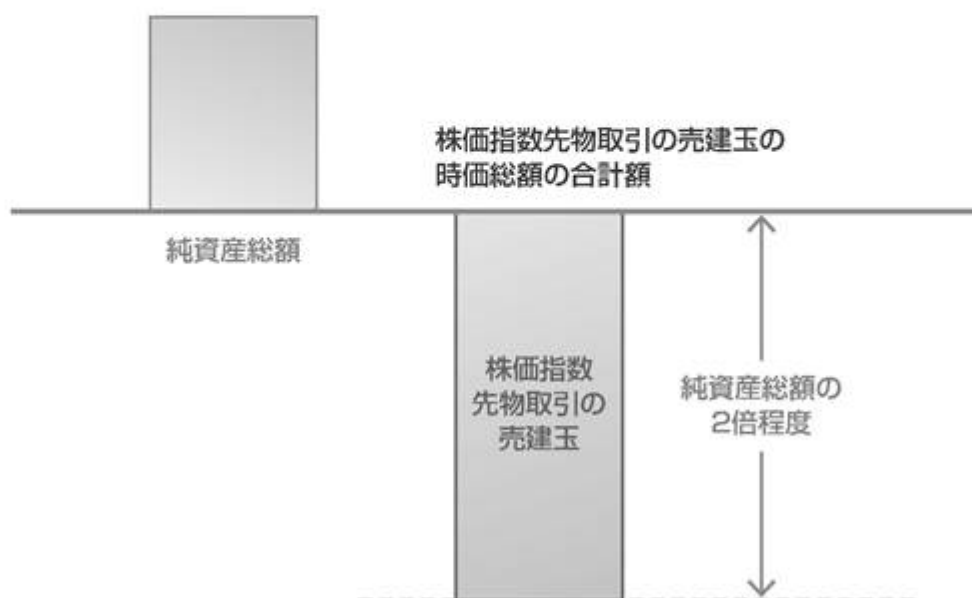 株価指数先物取引の売建玉の
時価総額の合計額
純資産総額
株価指数
先物取引の
売建玉
純資産総額の
2倍程度